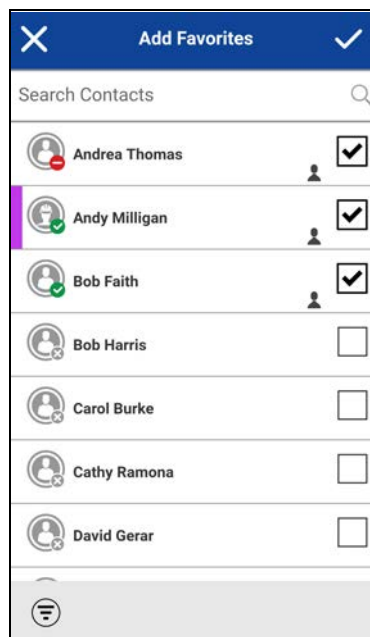 Add Favorites
Search Contacts
Andrea Thomas
Andy Milligan
Bob Faith
Bob Harris
Carol Burke
Cathy Ramona
David Gerar